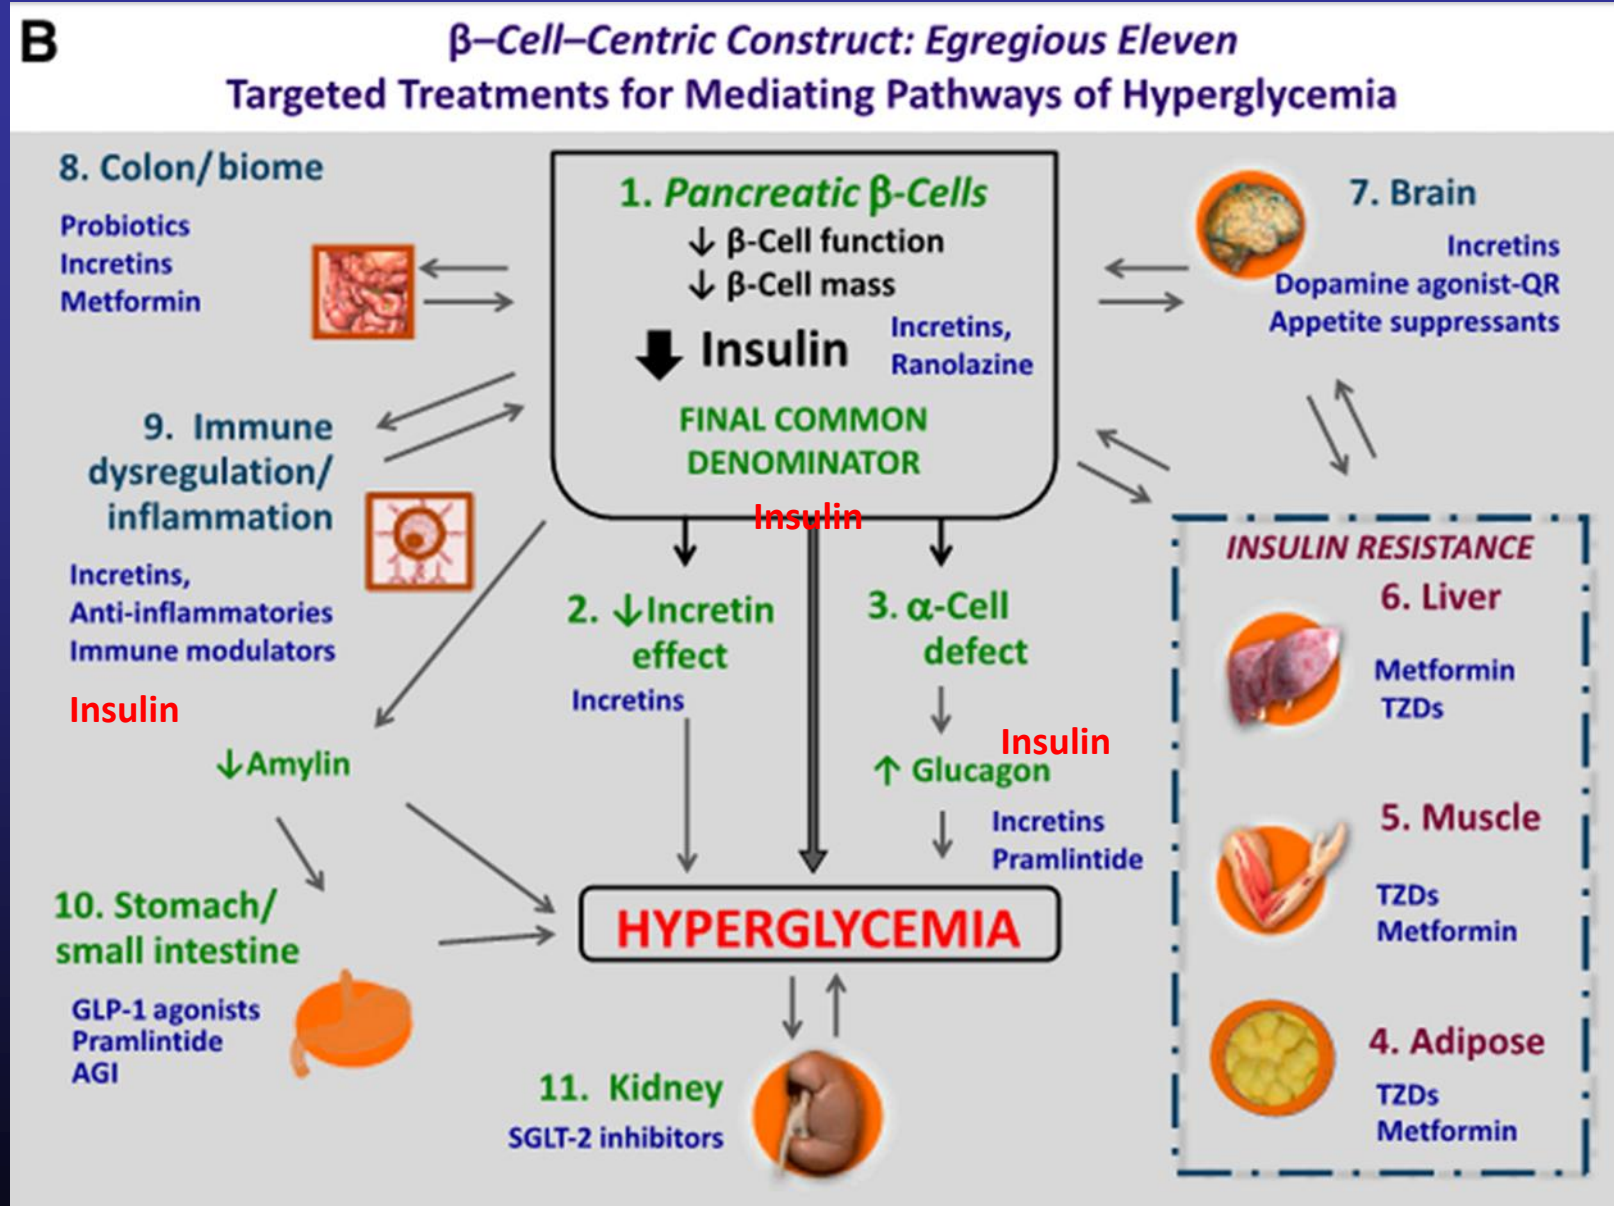 B
β–Cell–Centric Construct: Egregious Eleven
Targeted Treatments for Mediating Pathways of Hyperglycemia
8. Colon/biome
Probiotics
Incretins
Metformin
1. Pancreatic β-Cells
↓ β-Cell function
↓ β-Cell mass
Insulin
Incretins,
Ranolazine
FINAL COMMON
DENOMINATOR
Insulin
7. Brain
Incretins
Dopamine agonist-QR
Appetite suppressants
9. Immune
dysregulation/
inflammation
Incretins,
Anti-inflammatories
Immune modulators
Insulin
↓Amylin
2. ↓Incretin
effect
Incretins
3. α-Cell
defect
Insulin
↑ Glucagon
Incretins
Pramlintide
INSULIN RESISTANCE
6. Liver
Metformin
TZDs
5. Muscle
TZDs
Metformin
4. Adipose
TZDs
Metformin
10. Stomach/
small intestine
GLP-1 agonists
Pramlintide
AGI
HYPERGLYCEMIA
11. Kidney
SGLT-2 inhibitors